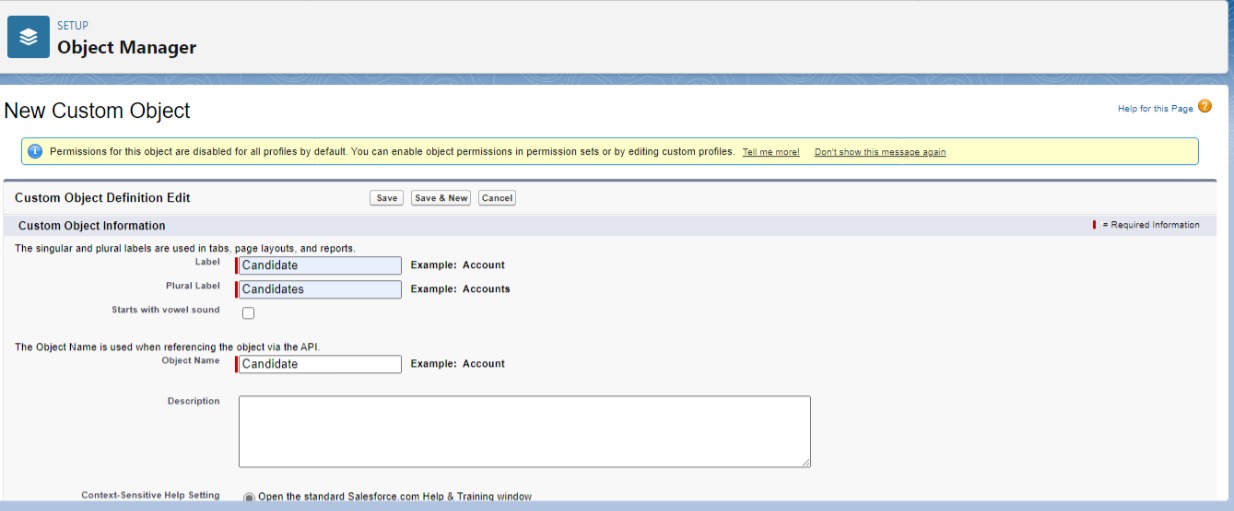 SETUP
Object Manager
New Custom Object
Help for this Page ?
i Permissions for this object are disabled for all profiles by default. You can enable object permissions in permission sets or by editing custom profiles. Tell me more! Don't show this message again
Custom Object Definition Edit Save Save & New Cancel
Custom Object Information = Required Information
The singular and plural labels are used in tabs, page layouts, and reports.
Label Candidate Example: Account
Plural Label Candidates Example: Accounts
Starts with vowel sound
The Object Name is used when referencing the object via the API.
Object Name Candidate Example: Account
Description
Context-Sensitive Help Setting Open the standard Salesforce.com Help & Training window